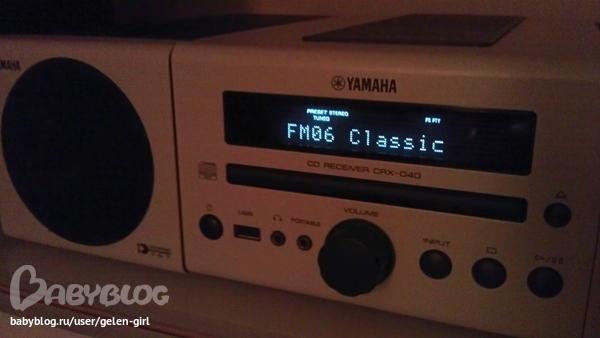 YAMAHA
YAMAHA
PRESET STEREO
TUNED
PS PTY
FM06 Classic
CD RECEIVER CRX-040
VOLUME
USB
PORTABLE
INPUT
BABYBLOG
babyblog.ru/user/gelen-girl